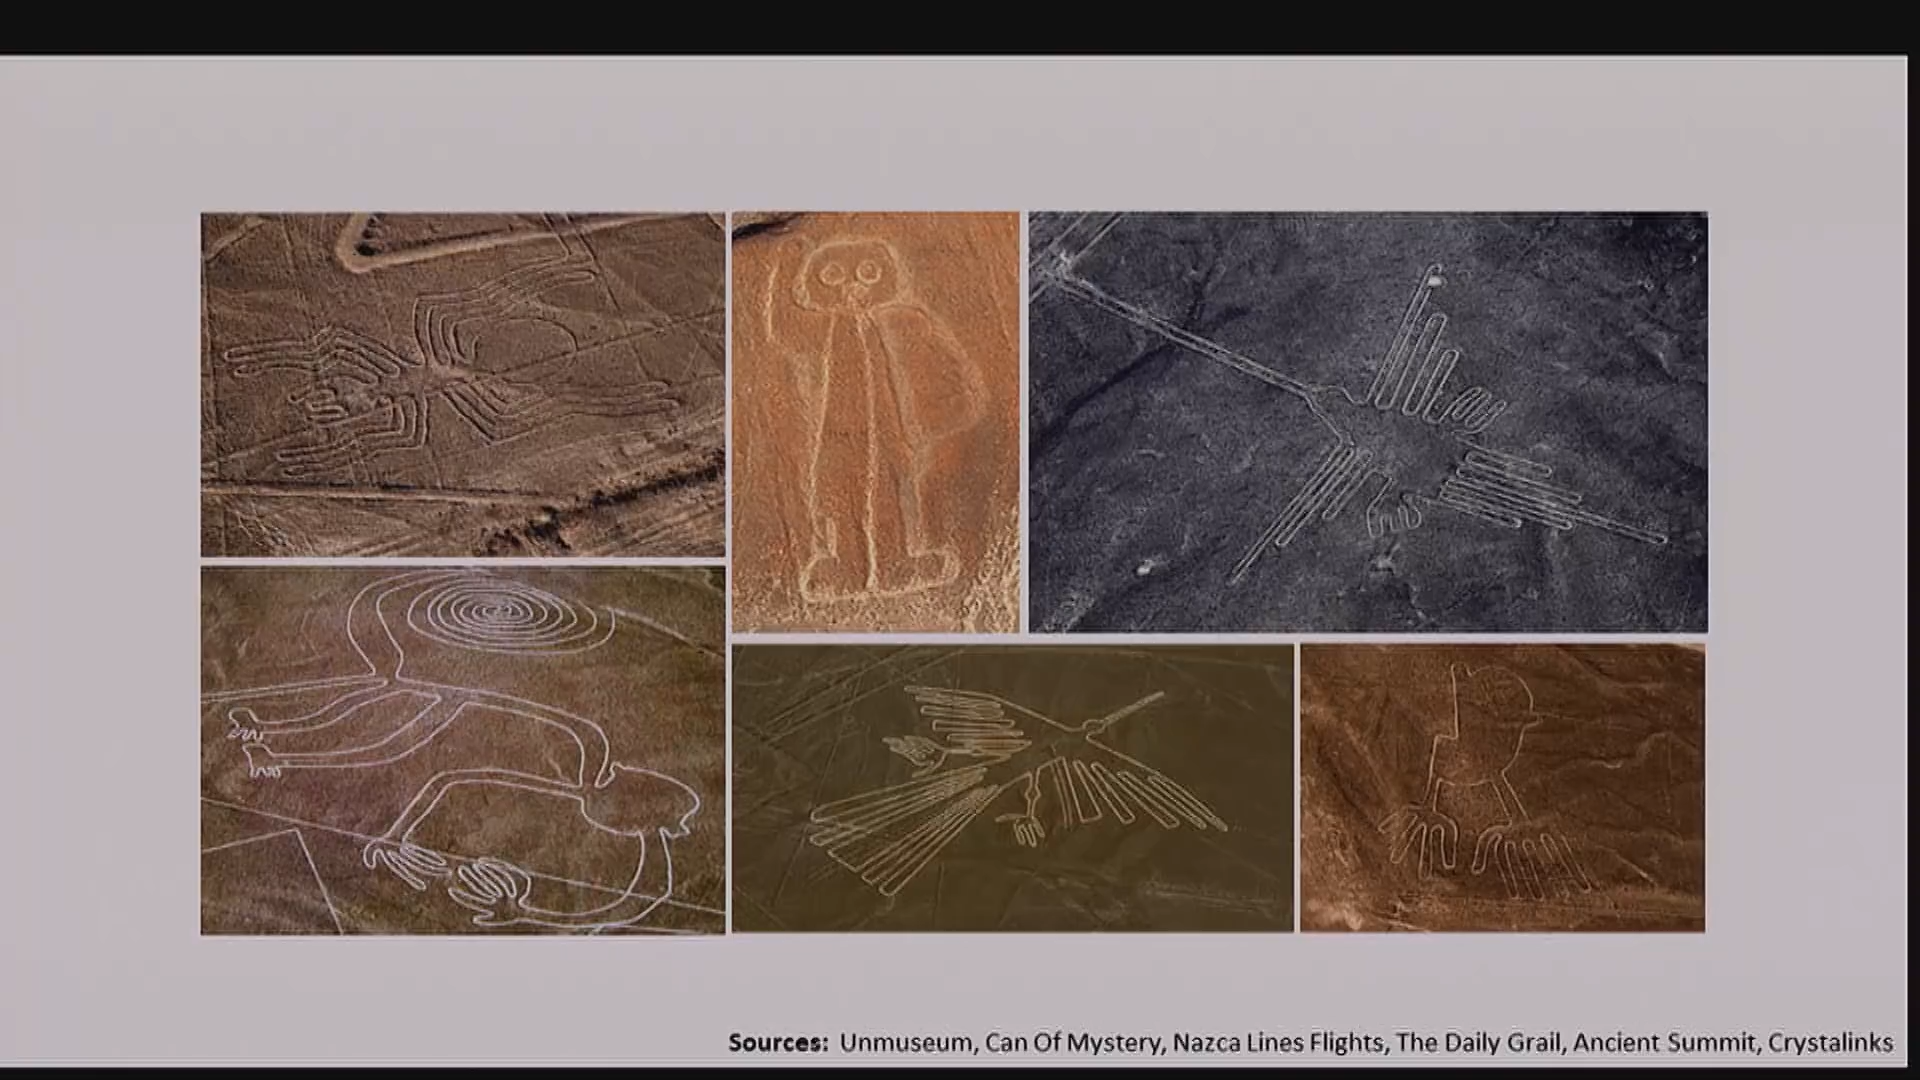 Sources: Unmuseum, Can Of Mystery, Nazca Lines Flights, The Daily Grail, Ancient Summit, Crystalinks